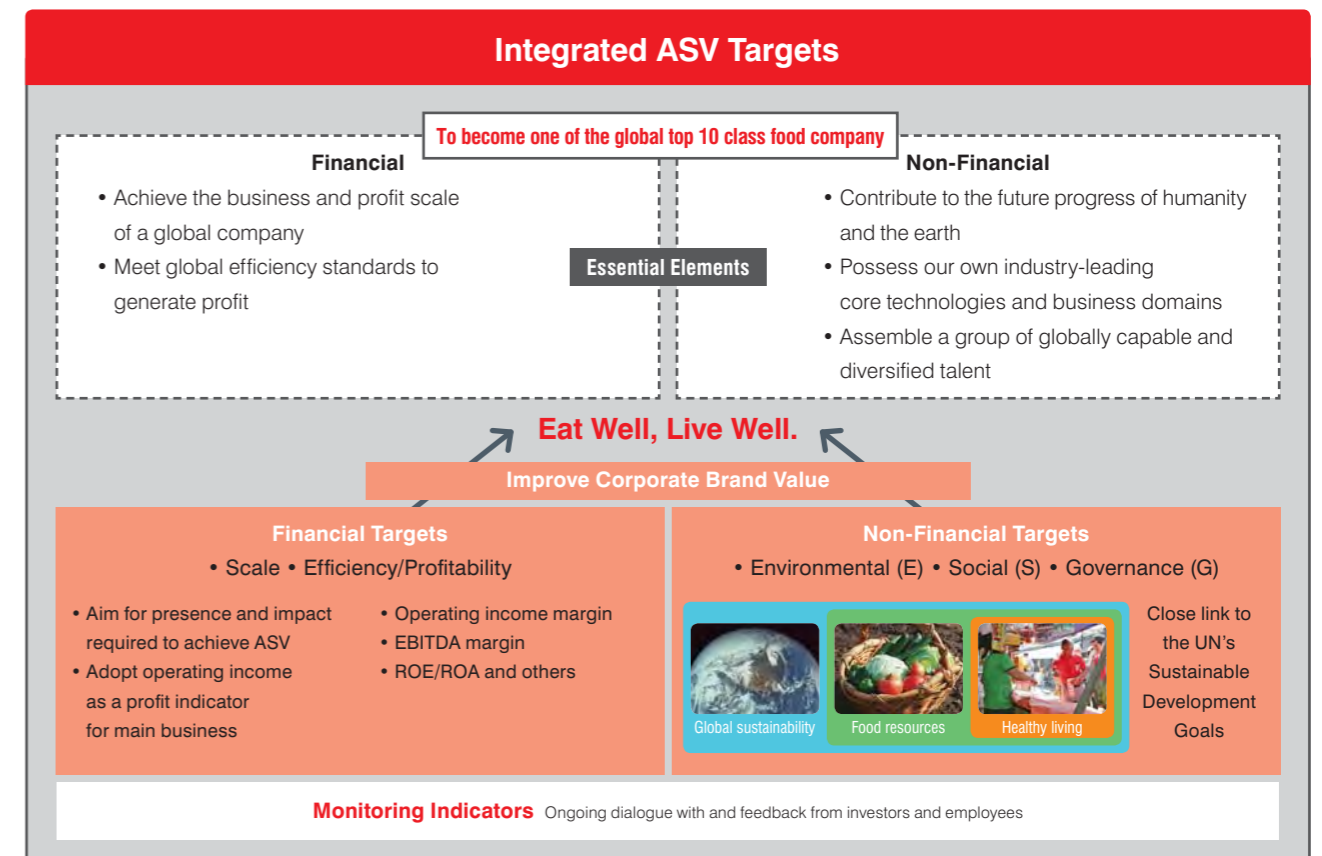 Integrated ASV Targets
To become one of the global top 10 class food company
Financial
• Achieve the business and profit scale
of a global company
• Meet global efficiency standards to
generate profit
Essential Elements
Non-Financial
• Contribute to the future progress of humanity
and the earth
• Possess our own industry-leading
core technologies and business domains
• Assemble a group of globally capable and
diversified talent
Eat Well, Live Well.
Improve Corporate Brand Value
Financial Targets
• Scale • Efficiency/Profitability
• Aim for presence and impact
required to achieve ASV
• Adopt operating income
as a profit indicator
for main business
• Operating income margin
• EBITDA margin
• ROE/ROA and others
Non-Financial Targets
• Environmental (E) • Social (S) • Governance (G)
Global sustainability
Food resources
Healthy living
Close link to
the UN’s
Sustainable
Development
Goals
Monitoring Indicators Ongoing dialogue with and feedback from investors and employees